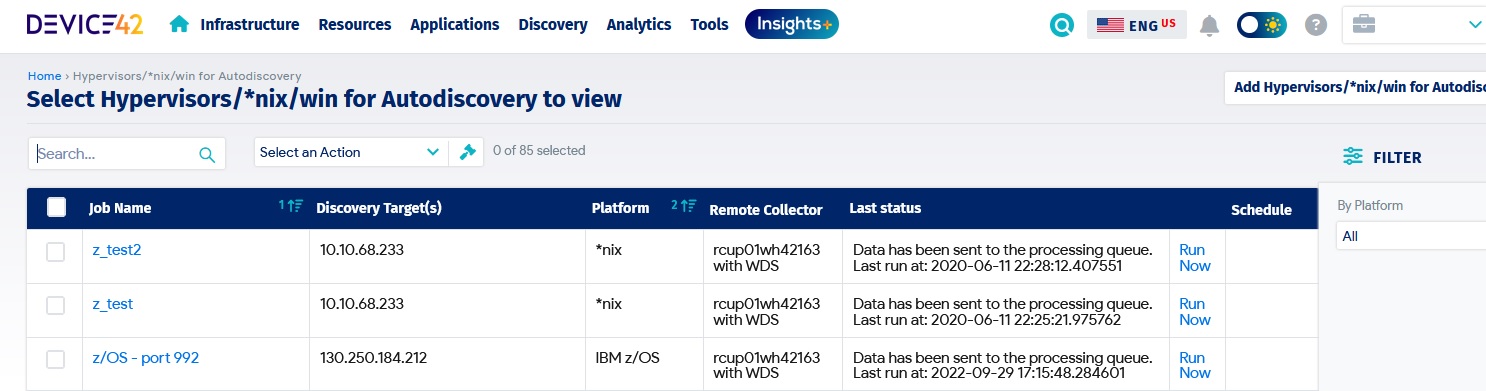 DEVICE42 Infrastructure Resources Applications Discovery Analytics Tools Insights+ ENG US ?
Home › Hypervisors/*nix/win for Autodiscovery
Select Hypervisors/*nix/win for Autodiscovery to view
Add Hypervisors/*nix/win for Autodisc
Search...
Select an Action
0 of 85 selected
FILTER
Job Name 1 Discovery Target(s) Platform 2 Remote Collector Last status Schedule
By Platform
All
z_test2 10.10.68.233 *nix rcup01wh42163 Data has been sent to the processing queue. Run
with WDS Last run at: 2020-06-11 22:28:12.407551 Now
z_test 10.10.68.233 *nix rcup01wh42163 Data has been sent to the processing queue. Run
with WDS Last run at: 2020-06-11 22:25:21.975762 Now
z/OS - port 992 130.250.184.212 IBM z/OS rcup01wh42163 Data has been sent to the processing queue. Run
with WDS Last run at: 2022-09-29 17:15:48.284601 Now